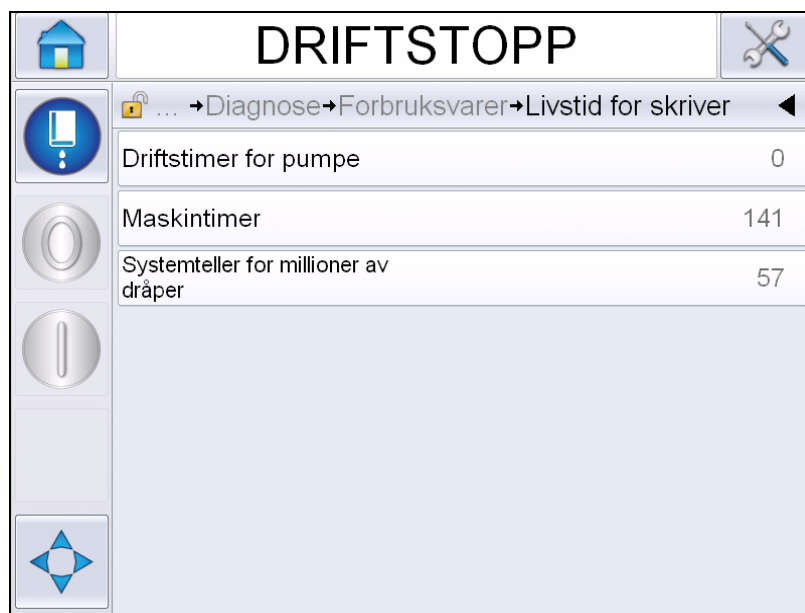 DRIFTSTOPP
... →Diagnose→Forbruksvarer→Livstid for skriver
Driftstimer for pumpe 0
Maskintimer 141
Systemteller for millioner av
dråper 57